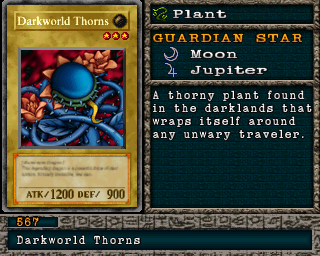 Darkworld Thorns
ATK/1200 DEF/ 900
Plant
GUARDIAN STAR
Moon
Jupiter
A thorny plant found
in the darklands that
wraps itself around
any unwary traveler.
567
Darkworld Thorns